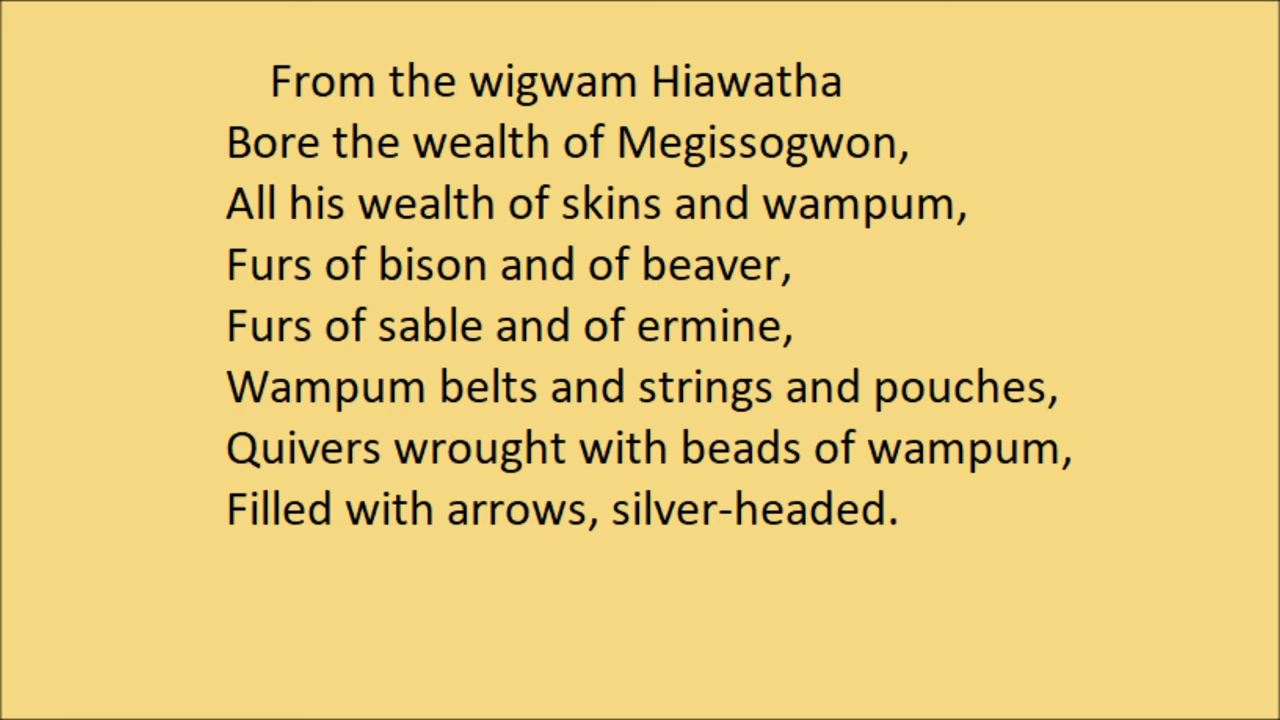 From the wigwam Hiawatha
Bore the wealth of Megissogwon,
All his wealth of skins and wampum,
Furs of bison and of beaver,
Furs of sable and of ermine,
Wampum belts and strings and pouches,
Quivers wrought with beads of wampum,
Filled with arrows, silver-headed.